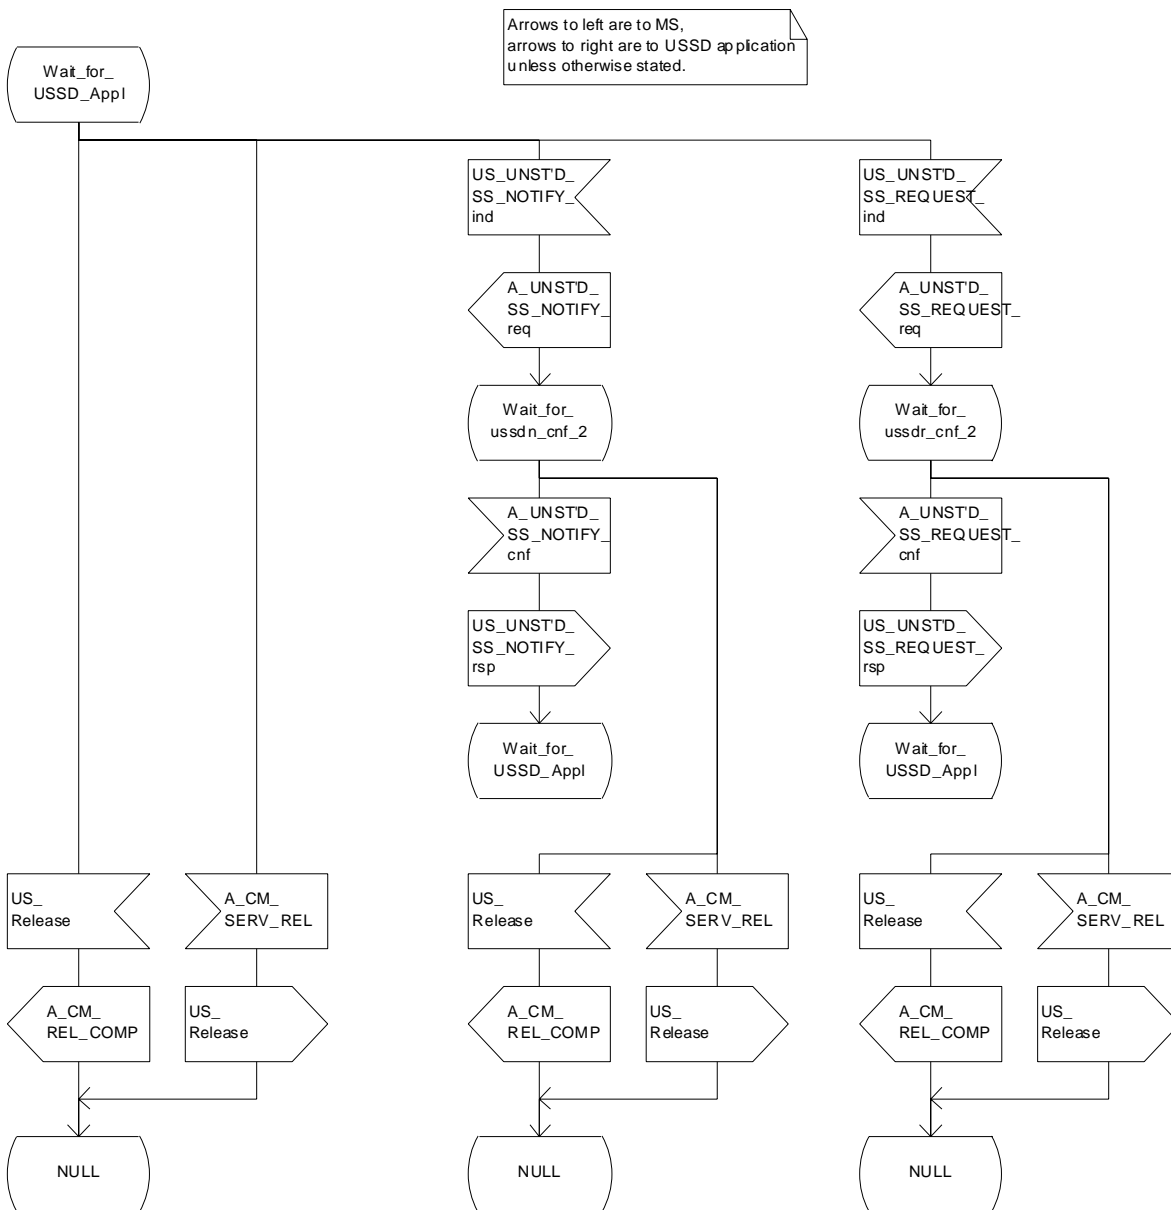 Arrows to left are to MS,
arrows to right are to USSD application
unless otherwise stated.
Wait_for_
USSD_Appl
US_UNST'D_
SS_NOTIFY_
ind
US_UNST'D_
SS_REQUEST_
ind
A_UNST'D_
SS_NOTIFY_
req
A_UNST'D_
SS_REQUEST_
req
Wait_for_
ussdn_cnf_2
Wait_for_
ussdr_cnf_2
A_UNST'D_
SS_NOTIFY_
cnf
A_UNST'D_
SS_REQUEST_
cnf
US_UNST'D_
SS_NOTIFY_
rsp
US_UNST'D_
SS_REQUEST_
rsp
Wait_for_
USSD_Appl
Wait_for_
USSD_Appl
US_
Release
A_CM_
SERV_REL
US_
Release
A_CM_
SERV_REL
US_
Release
A_CM_
SERV_REL
A_CM_
REL_COMP
US_
Release
A_CM_
REL_COMP
US_
Release
A_CM_
REL_COMP
US_
Release
NULL
NULL
NULL